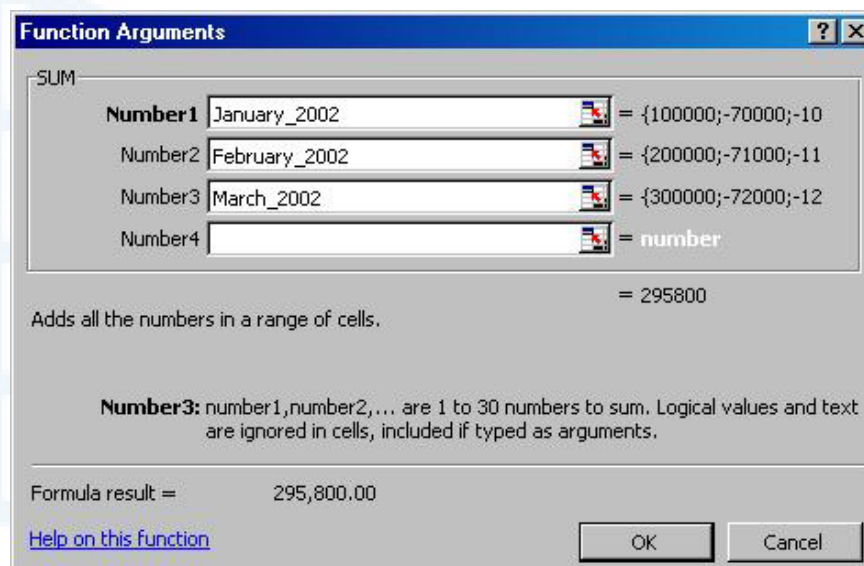 Function Arguments
SUM
Number1 January_2002 = {100000;-70000;-10
Number2 February_2002 = {200000;-71000;-11
Number3 March_2002 = {300000;-72000;-12
Number4 = number
= 295800
Adds all the numbers in a range of cells.
Number3: number1,number2,... are 1 to 30 numbers to sum. Logical values and text
are ignored in cells, included if typed as arguments.
Formula result = 295,800.00
Help on this function OK Cancel